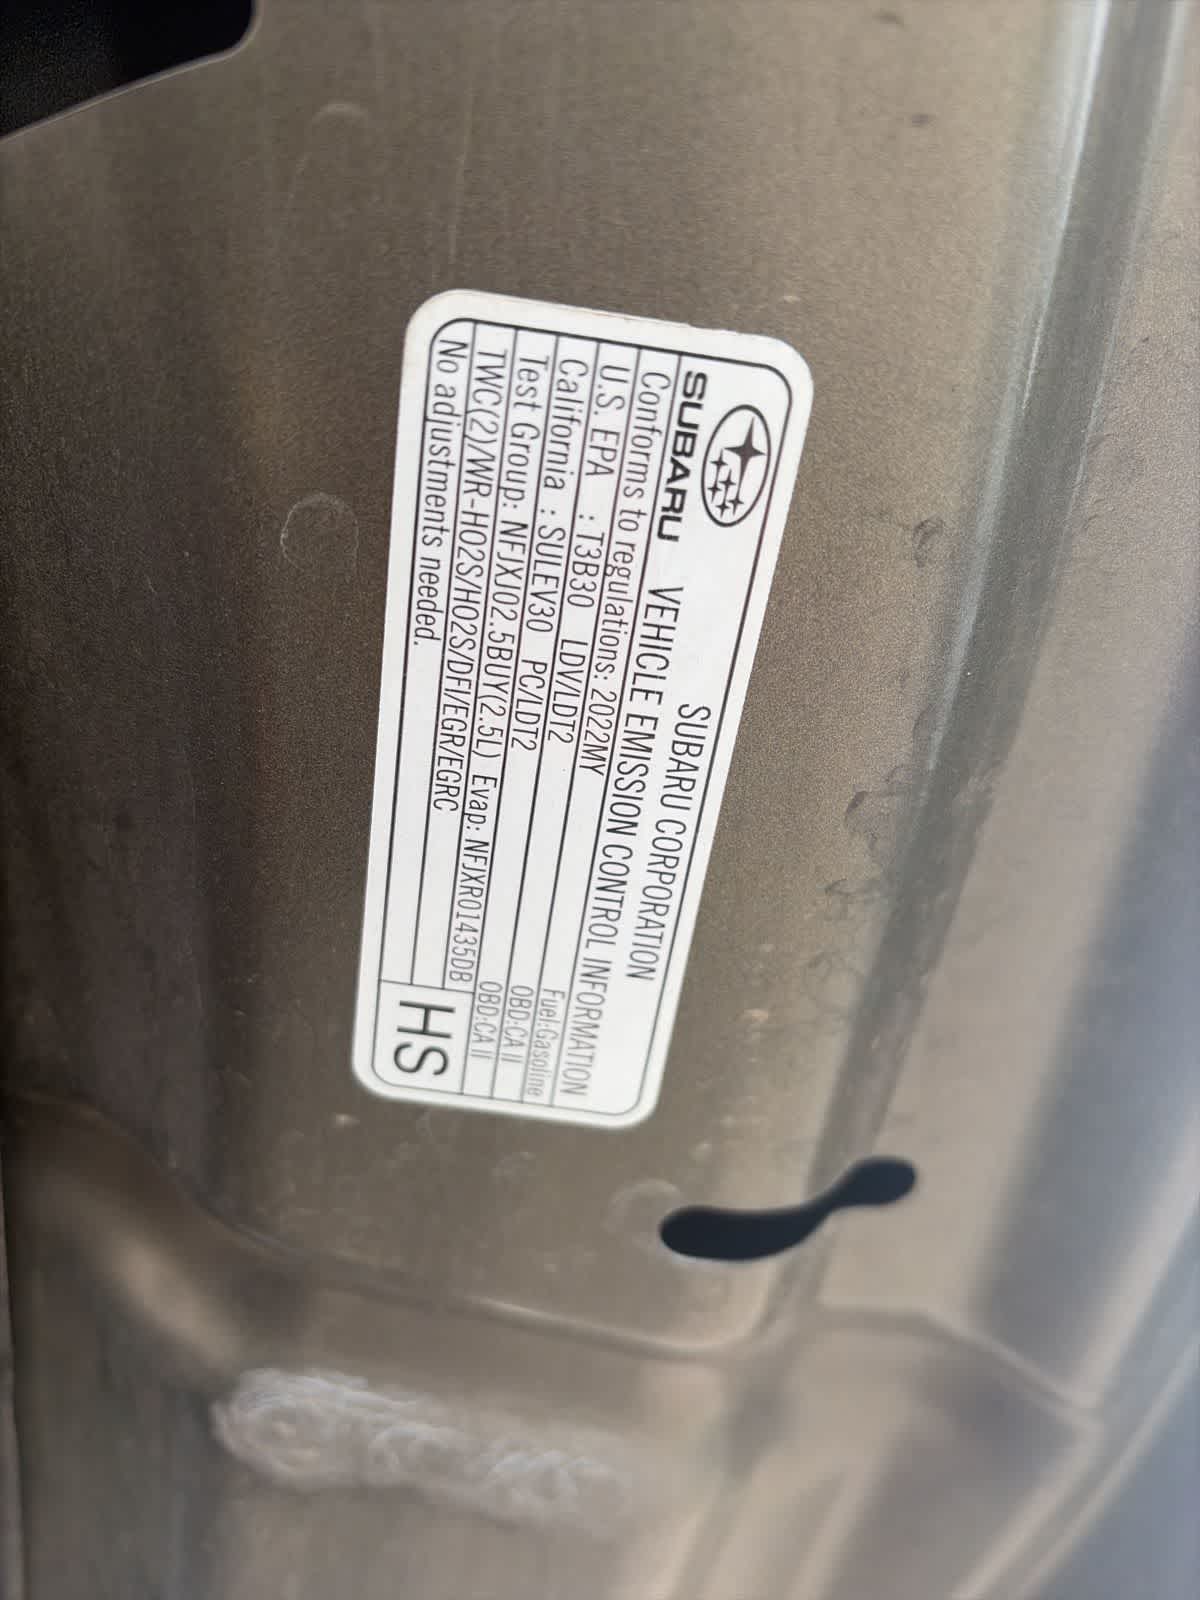 SUBARU CORPORATION
SUBARU VEHICLE EMISSION CONTROL INFORMATION
Conforms to regulations: 2022MY Fuel:Gasoline
U.S. EPA : T3B30 LDV/LDT2 OBD:CA II
California : SULEV30 PC/LDT2 OBD:CA II
Test Group: NFJXJ02.5BUY(2.5L) Evap: NFJXR01435DB
TWC(2)/WR-HO2S/HO2S/DFI/EGR/EGRC
No adjustments needed.
HS